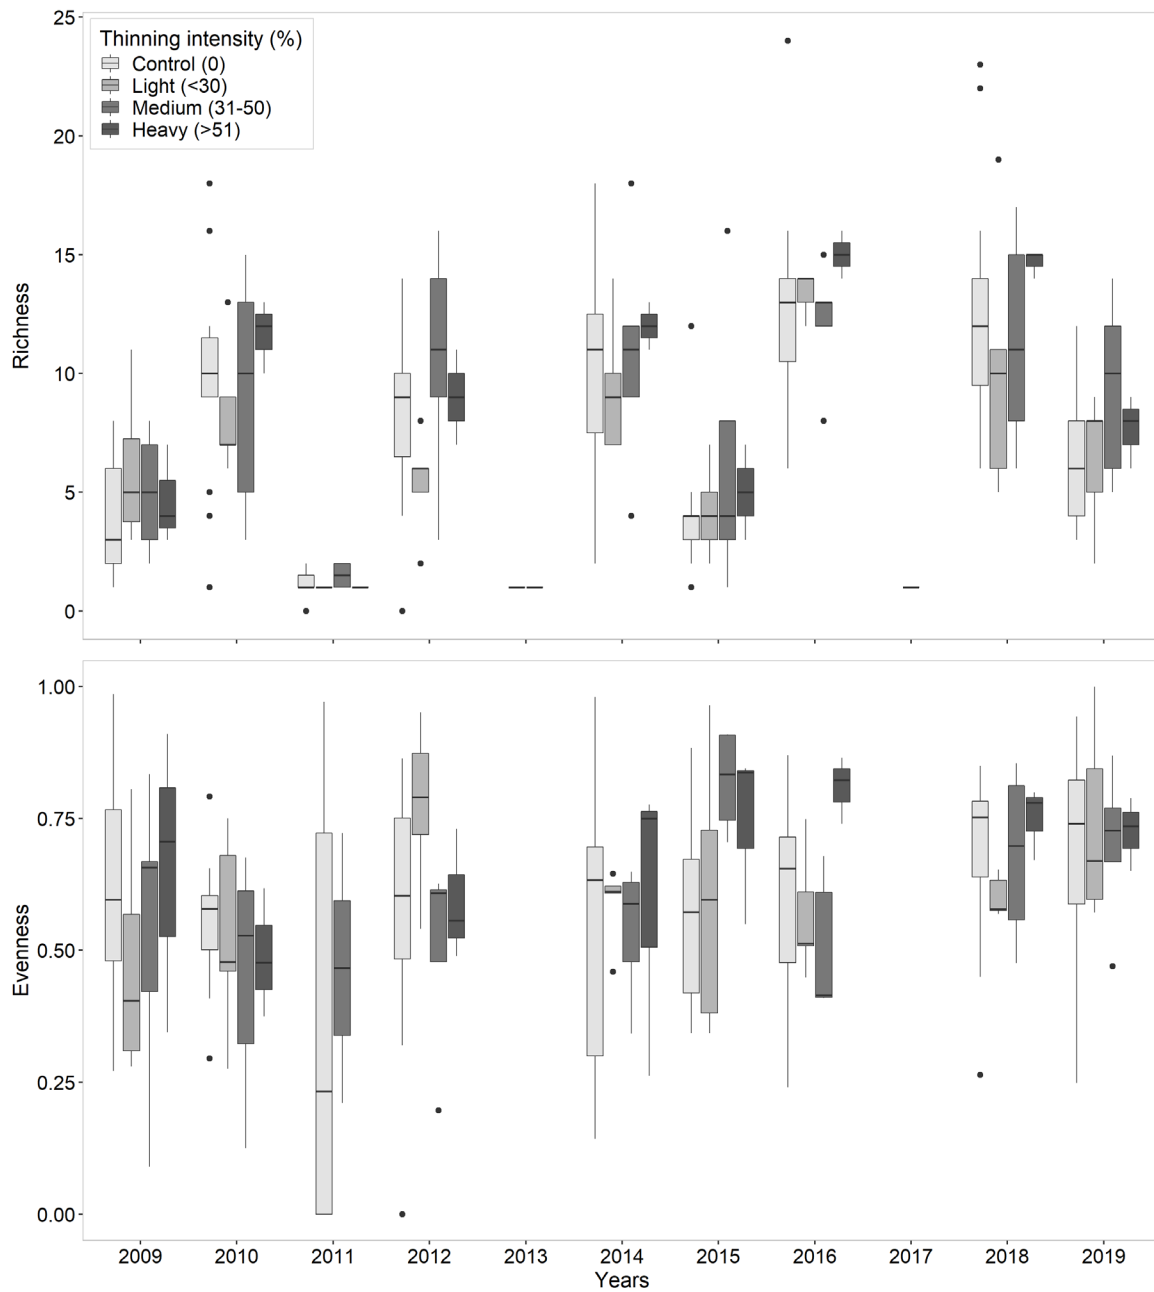 25
20
15
10
5
0
Richness
Thinning intensity (%)
Control (0)
Light (<30)
Medium (31-50)
Heavy (>51)
1.00
0.75
0.50
0.25
0.00
Evenness
2009 2010 2011 2012 2013 2014 2015 2016 2017 2018 2019
Years